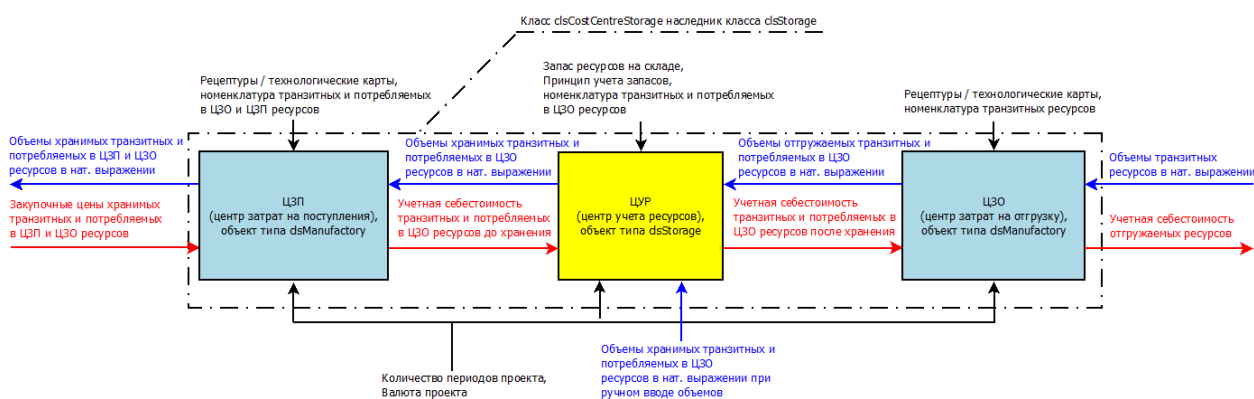 Класс clsCostCentreStorage наследник класса clsStorage
Рецептуры / технологические карты,
номенклатура транзитных и потребляемых
в ЦЗО и ЦЗП ресурсов
Запас ресурсов на складе,
Принцип учета запасов,
номенклатура транзитных и потребляемых
в ЦЗО ресурсов
Рецептуры / технологические карты,
номенклатура транзитных ресурсов
Объемы хранимых транзитных и
потребляемых в ЦЗП и ЦЗО
ресурсов в нат. выражении
Закупочные цены хранимых
транзитных и потребляемых
в ЦЗП и ЦЗО ресурсов
ЦЗП
(центр затрат на поступления),
объект типа clsManufactory
Объемы хранимых транзитных и
потребляемых в ЦЗО
ресурсов в нат. выражении
Учетная себестоимость
транзитных и потребляемых
в ЦЗО ресурсов до хранения
ЦУР
(центр учета ресурсов),
объект типа clsStorage
Объемы отгружаемых транзитных и
потребляемых в ЦЗО
ресурсов в нат. выражении
Учетная себестоимость
транзитных и потребляемых в
ЦЗО ресурсов после хранения
ЦЗО
(центр затрат на отгрузку),
объект типа clsManufactory
Объемы транзитных
ресурсов в нат. выражении
Учетная себестоимость
отгружаемых ресурсов
Количество периодов проекта,
Валюта проекта
Объемы хранимых транзитных и
потребляемых в ЦЗО
ресурсов в нат. выражении при
ручном вводе объемов